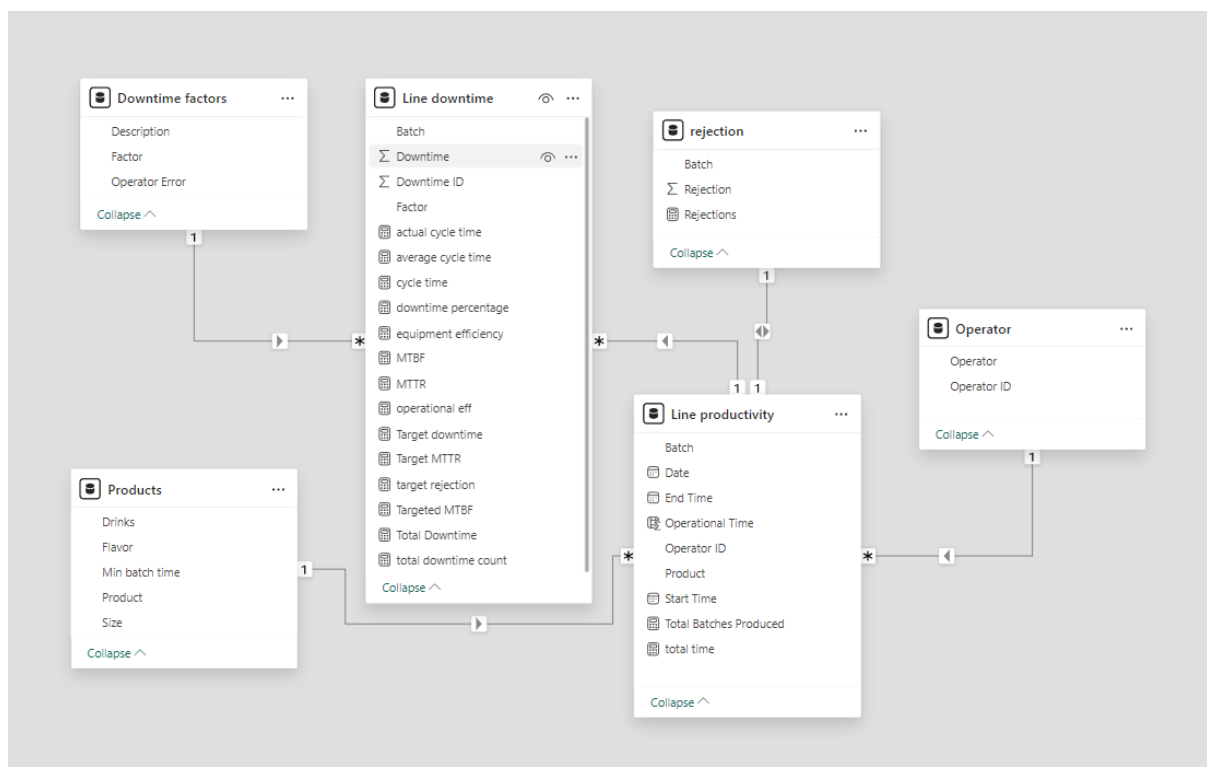 Downtime factors
Description
Factor
Operator Error
Collapse
1
Line downtime
Batch
Downtime
Downtime ID
Factor
actual cycle time
average cycle time
cycle time
downtime percentage
equipment efficiency
MTBF
MTTR
operational eff
Target downtime
Target MTTR
target rejection
Targeted MTBF
Total Downtime
total downtime count
Collapse
*
*
rejection
Batch
Rejection
Rejections
Collapse
1
1 1
Operator
Operator
Operator ID
Collapse
1
Products
Drinks
Flavor
Min batch time
Product
Size
Collapse
1
Line productivity
Batch
Date
End Time
Operational Time
Operator ID
Product
Start Time
Total Batches Produced
total time
Collapse
*
*